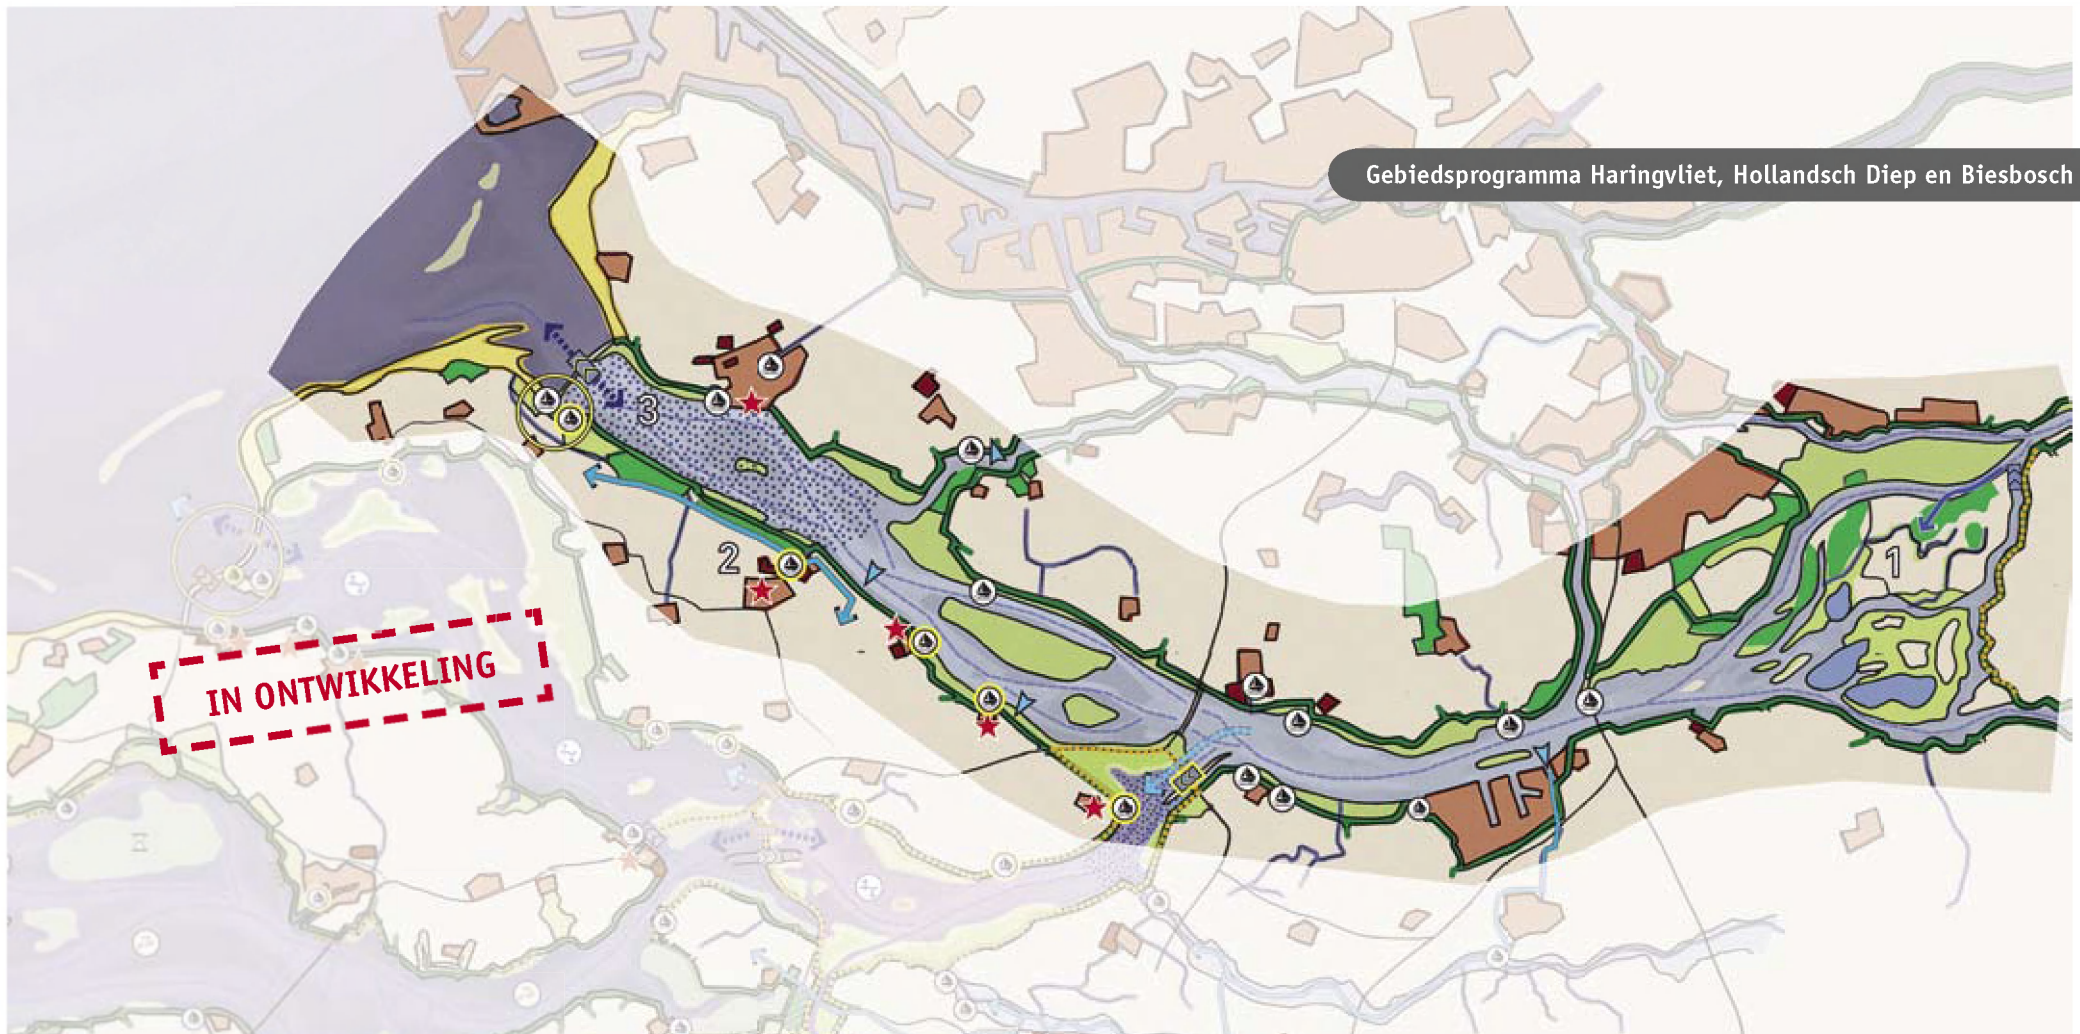 Gebiedsprogramma Haringvliet, Hollandsch Diep en Biesbosch
3
2
1
IN ONTWIKKELING